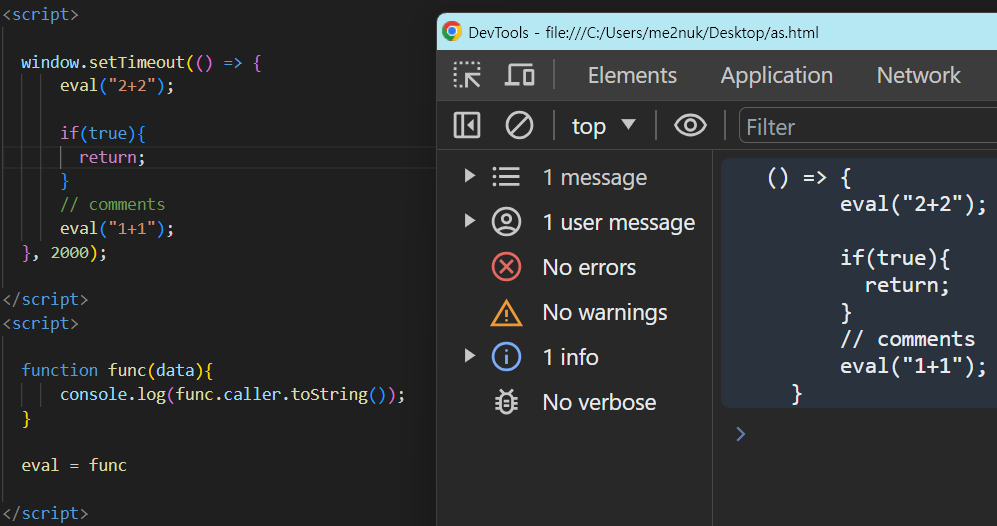 <script>
window.setTimeout(() => {
eval("2+2");
if(true){
return;
}
// comments
eval("1+1");
}, 2000);
</script>
<script>
function func(data){
console.log(func.caller.toString());
}
eval = func
</script>
DevTools - file:///C:/Users/me2nuk/Desktop/as.html
Elements Application Network
top Filter
1 message
1 user message
No errors
No warnings
1 info
No verbose
() => {
eval("2+2");
if(true){
return;
}
// comments
eval("1+1");
}